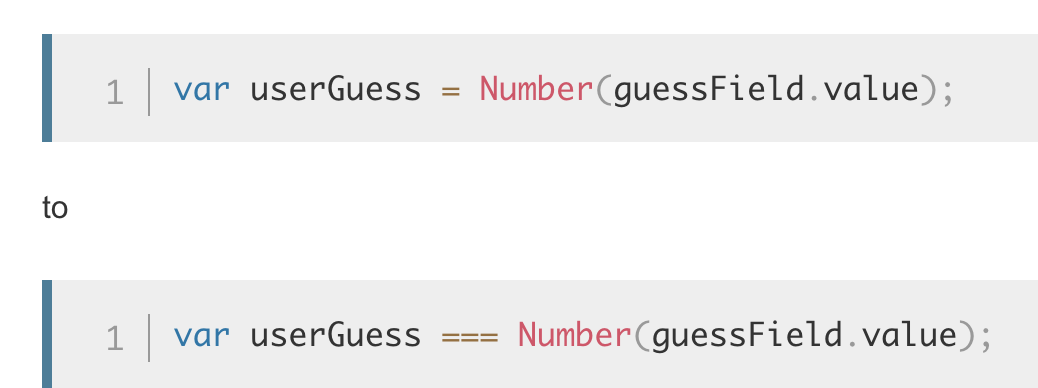 1 var userGuess = Number(guessField.value);
to
1 var userGuess === Number(guessField.value);